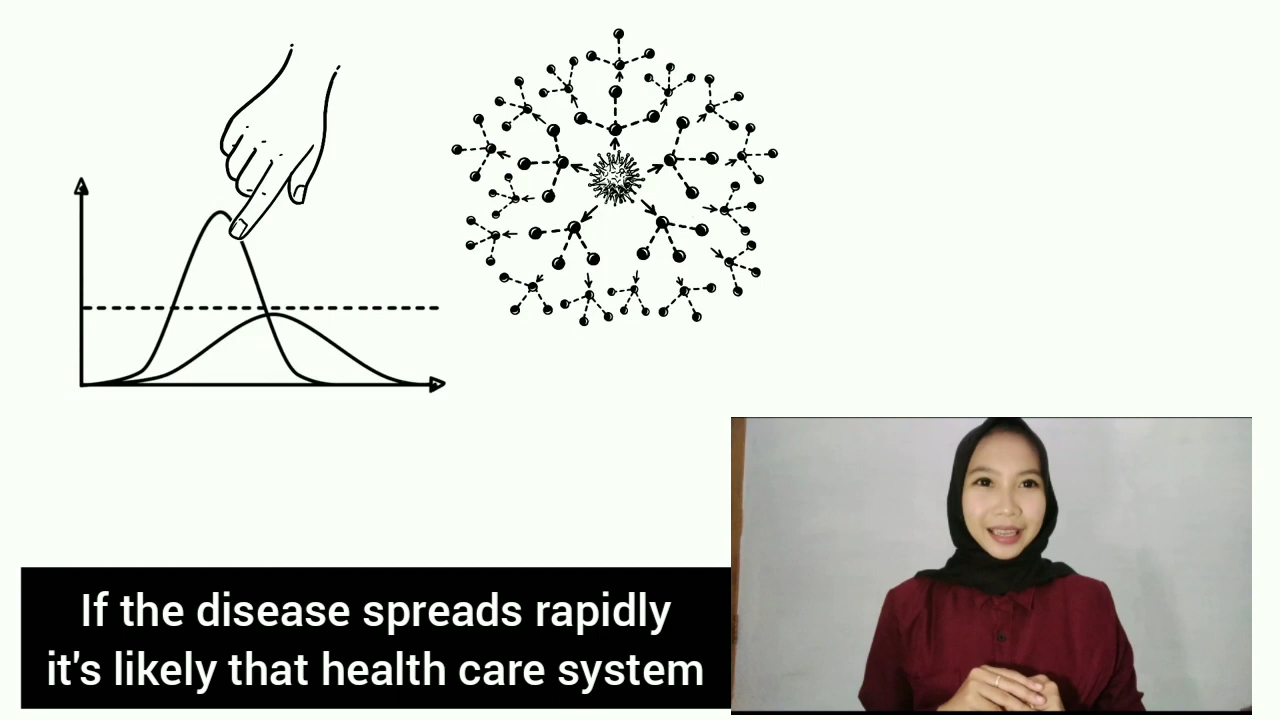 If the disease spreads rapidly
it's likely that health care system